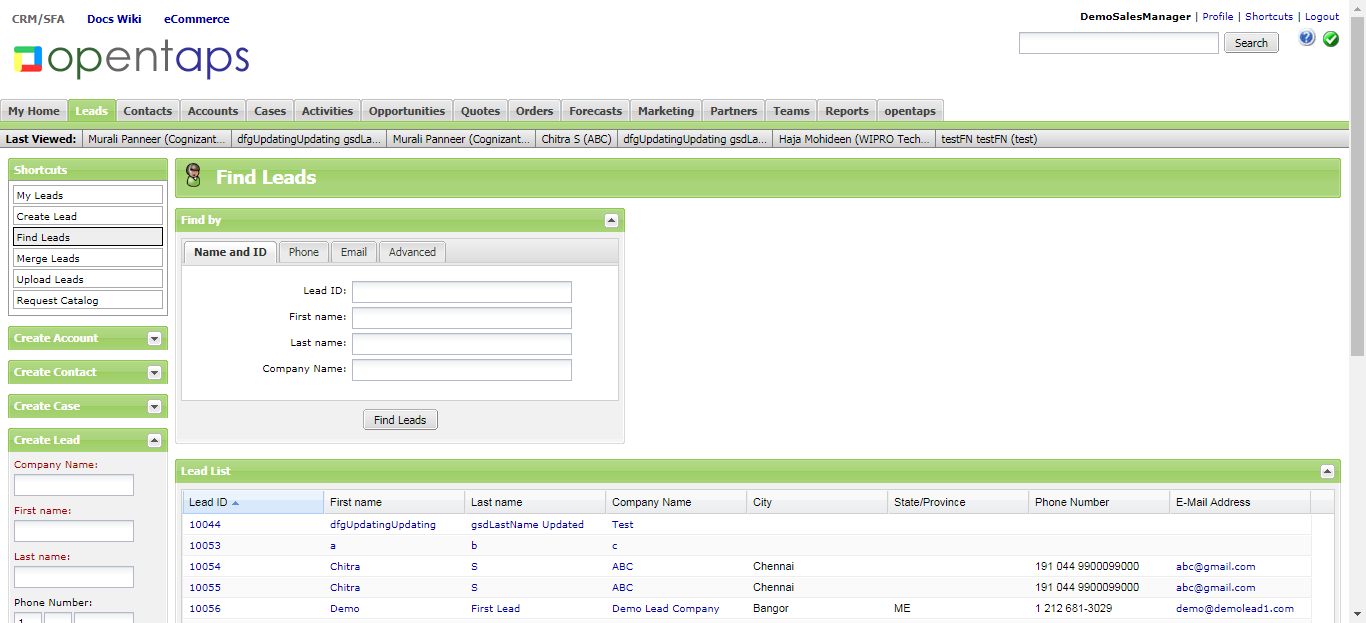 CRM/SFA Docs Wiki eCommerce
DemoSalesManager | Profile | Shortcuts | Logout
opentaps
Search
My Home Leads Contacts Accounts Cases Activities Opportunities Quotes Orders Forecasts Marketing Partners Teams Reports opentaps
Last Viewed: Murali Panneer (Cognizant... dfgUpdatingUpdating gsdLa... Murali Panneer (Cognizant... Chitra S (ABC) dfgUpdatingUpdating gsdLa... Haja Mohideen (WIPRO Tech... testFN testFN (test)
Shortcuts
My Leads
Create Lead
Find Leads
Merge Leads
Upload Leads
Request Catalog
Create Account
Create Contact
Create Case
Create Lead
Company Name:
First name:
Last name:
Phone Number:
1
Find Leads
Find by
Name and ID Phone Email Advanced
Lead ID:
First name:
Last name:
Company Name:
Find Leads
Lead List
Lead ID First name Last name Company Name City State/Province Phone Number E-Mail Address
10044 dfgUpdatingUpdating gsdLastName Updated Test
10053 a b c
10054 Chitra S ABC Chennai 191 044 9900099000 abc@gmail.com
10055 Chitra S ABC Chennai 191 044 9900099000 abc@gmail.com
10056 Demo First Lead Demo Lead Company Bangor ME 1 212 681-3029 demo@demolead1.com